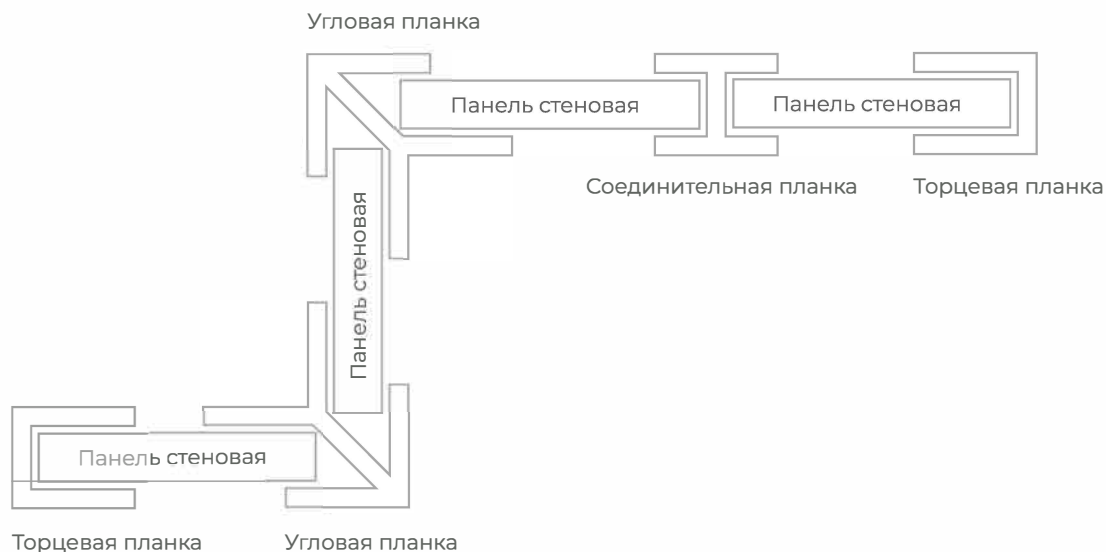 Угловая планка
Панель стеновая
Панель стеновая
Соединительная планка
Торцевая планка
Панель стеновая
Панель стеновая
Торцевая планка
Угловая планка